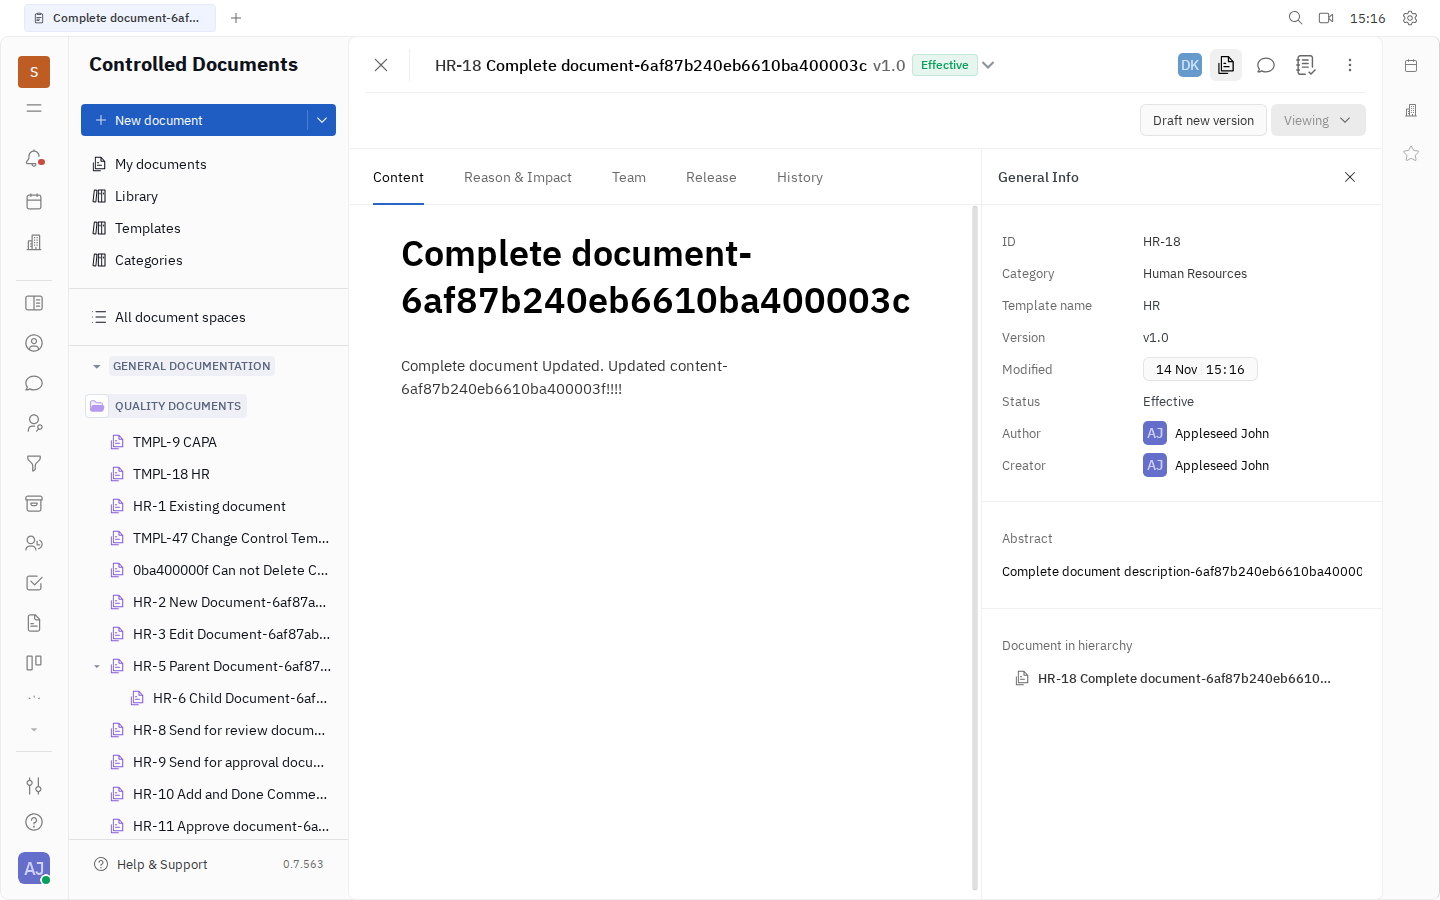 Complete document-6af...
15:16
S
Controlled Documents
New document
My documents
Library
Templates
Categories
All document spaces
GENERAL DOCUMENTATION
QUALITY DOCUMENTS
TMPL-9 CAPA
TMPL-18 HR
HR-1 Existing document
TMPL-47 Change Control Tem...
0ba400000f Can not Delete C...
HR-2 New Document-6af87a...
HR-3 Edit Document-6af87ab...
HR-5 Parent Document-6af87...
HR-6 Child Document-6af...
HR-8 Send for review docum...
HR-9 Send for approval docu...
HR-10 Add and Done Comme...
HR-11 Approve document-6a...
Help & Support 0.7.563
AJ
HR-18 Complete document-6af87b240eb6610ba400003c v1.0 Effective
DK
Draft new version
Viewing
Content Reason & Impact Team Release History
Complete document-
6af87b240eb6610ba400003c
Complete document Updated. Updated content-
6af87b240eb6610ba400003f!!!!
General Info
ID HR-18
Category Human Resources
Template name HR
Version v1.0
Modified 14 Nov 15:16
Status Effective
Author AJ Appleseed John
Creator AJ Appleseed John
Abstract
Complete document description-6af87b240eb6610ba40000
Document in hierarchy
HR-18 Complete document-6af87b240eb6610...